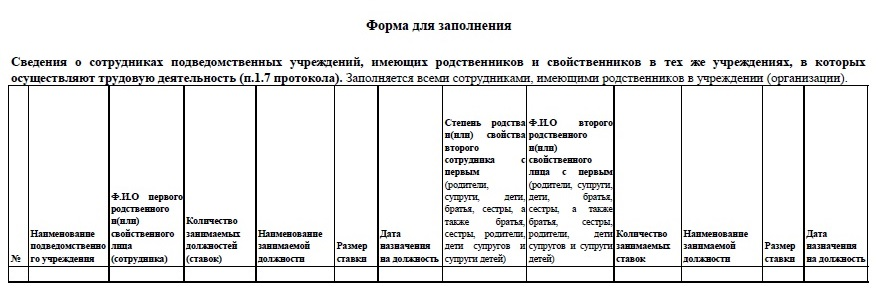 Форма для заполнения
Сведения о сотрудниках подведомственных учреждений, имеющих родственников и свойственников в тех же учреждениях, в которых
осуществляют трудовую деятельность (п.1.7 протокола). Заполняется всеми сотрудниками, имеющими родственников в учреждении (организации).
№
Наименование
подведомственно
го учреждения
Ф.И.О первого
родственного
и(или)
свойственного
лица
(сотрудника)
Количество
занимаемых
должностей
(ставок)
Наименование
занимаемой
должности
Размер
ставки
Дата
назначения
на должность
Степень родства
и(или) свойства
второго
сотрудника с
первым
(родители,
супруги, дети,
братья, сестры, а
также братья,
сестры, родители,
дети супругов и
супруги детей)
Ф.И.О второго
родственного
и(или)
свойственного
лица с первым
(родители, супруги,
дети, братья,
сестры, а также
братья, сестры,
родители, дети
супругов и супруги
детей)
Количество
занимаемых
ставок
Наименование
занимаемой
должности
Размер
ставки
Дата
назначения
на должность